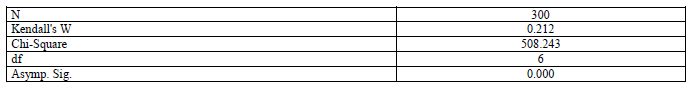 N 300
Kendall's W 0.212
Chi-Square 508.243
df 6
Asymp. Sig. 0.000